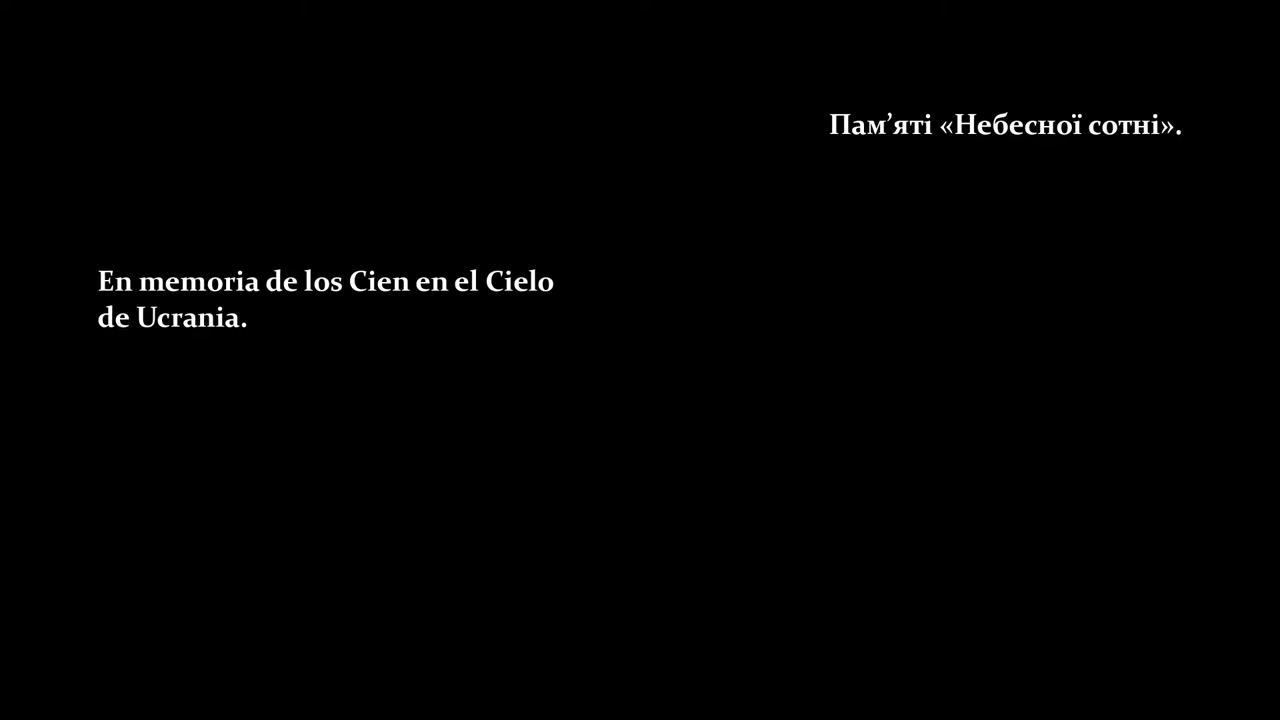 Пам’яті «Небесної сотні».
En memoria de los Cien en el Cielo
de Ucrania.